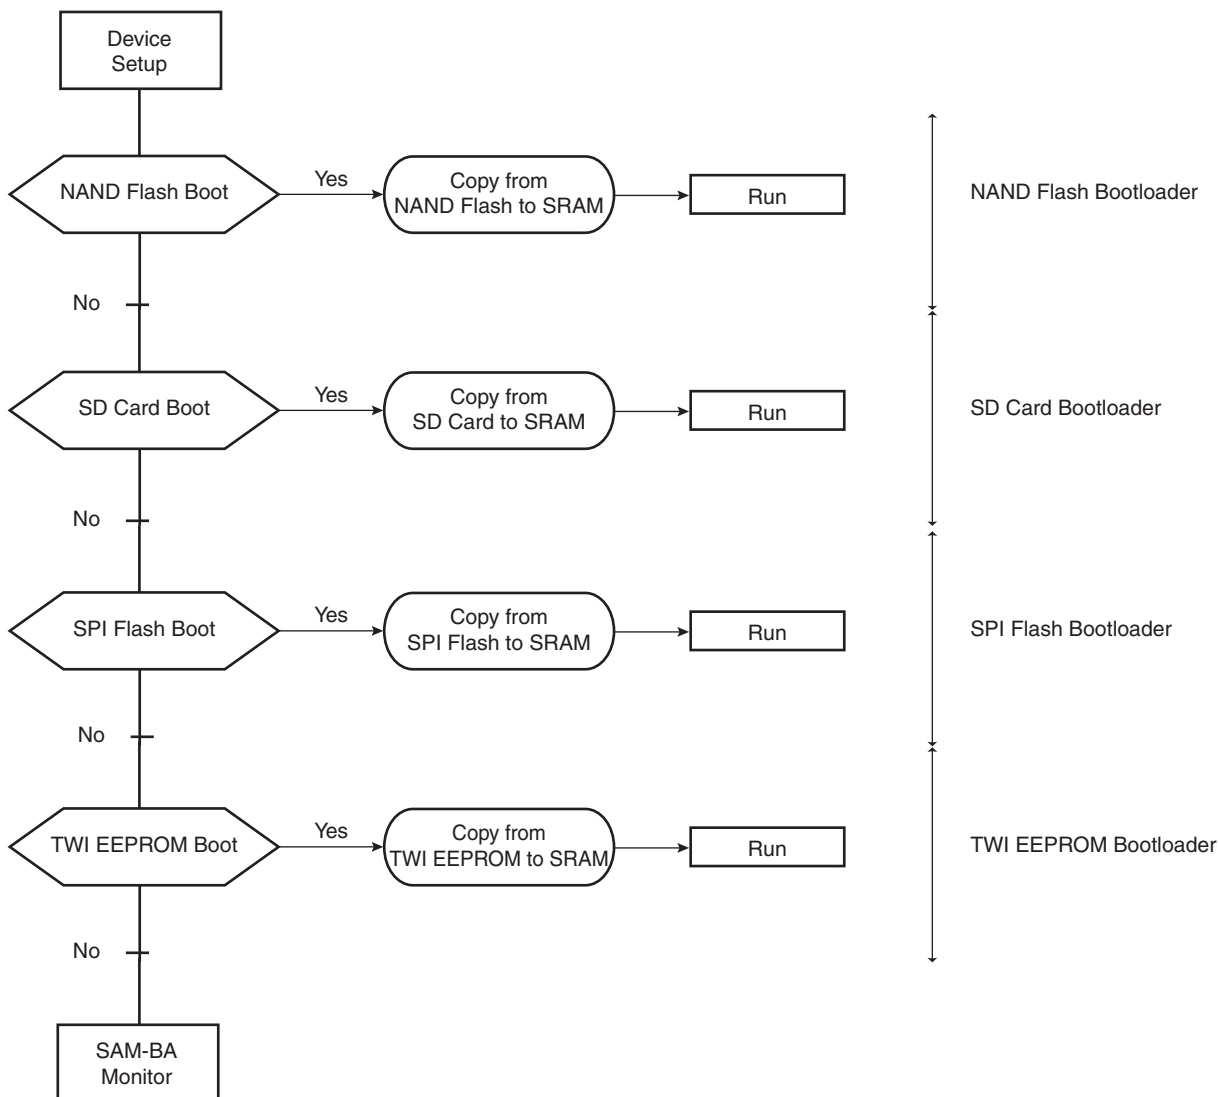 Device
Setup
NAND Flash Boot
Yes
Copy from
NAND Flash to SRAM
Run
NAND Flash Bootloader
No
SD Card Boot
Yes
Copy from
SD Card to SRAM
Run
SD Card Bootloader
No
SPI Flash Boot
Yes
Copy from
SPI Flash to SRAM
Run
SPI Flash Bootloader
No
TWI EEPROM Boot
Yes
Copy from
TWI EEPROM to SRAM
Run
TWI EEPROM Bootloader
No
SAM-BA
Monitor